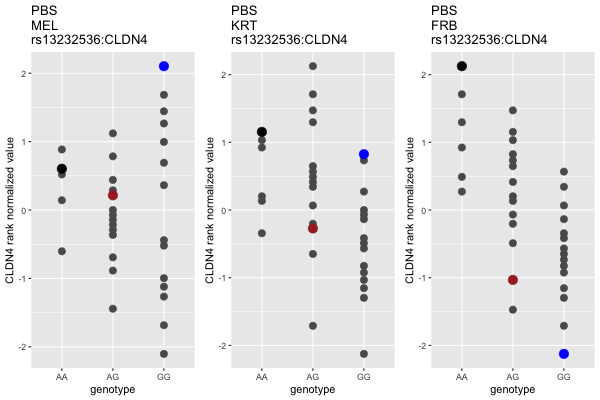 PBS
MEL
rs13232536:CLDN4
CLDN4 rank normalized value
2
1
0
-1
-2
AA AG GG
genotype
PBS
KRT
rs13232536:CLDN4
CLDN4 rank normalized value
2
1
0
-1
-2
AA AG GG
genotype
PBS
FRB
rs13232536:CLDN4
CLDN4 rank normalized value
2
1
0
-1
-2
AA AG GG
genotype